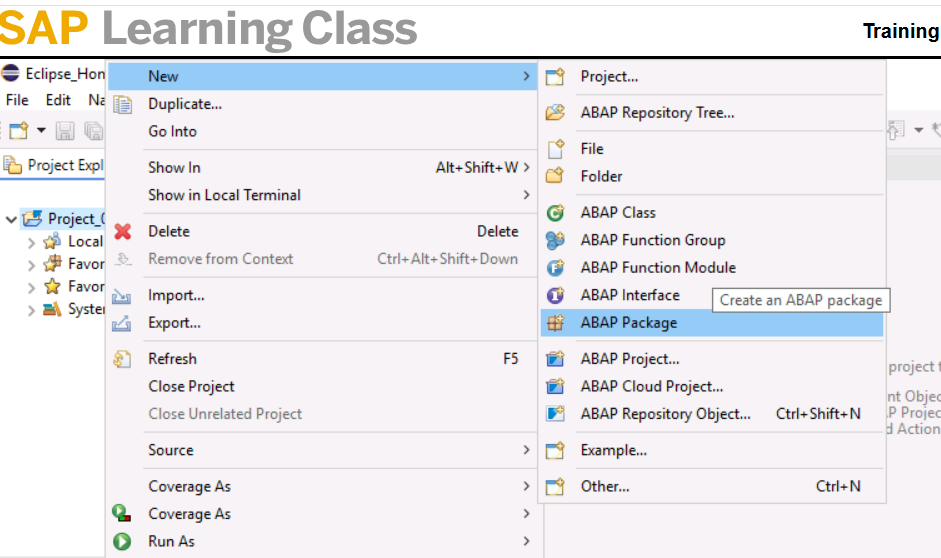 SAP Learning Class
Training
Eclipse_Hon
File Edit Na
Project Expl
Project_0
Local
Favor
Favor
System
New
Duplicate...
Go Into
Show In Alt+Shift+W
Show in Local Terminal
Delete Delete
Remove from Context Ctrl+Alt+Shift+Down
Import...
Export...
Refresh F5
Close Project
Close Unrelated Project
Source
Coverage As
Coverage As
Run As
Project...
ABAP Repository Tree...
File
Folder
ABAP Class
ABAP Function Group
ABAP Function Module
ABAP Interface
Create an ABAP package
ABAP Package
ABAP Project...
ABAP Cloud Project...
ABAP Repository Object... Ctrl+Shift+N
Example...
Other... Ctrl+N
project t
nt Objec
P Projec
d Action